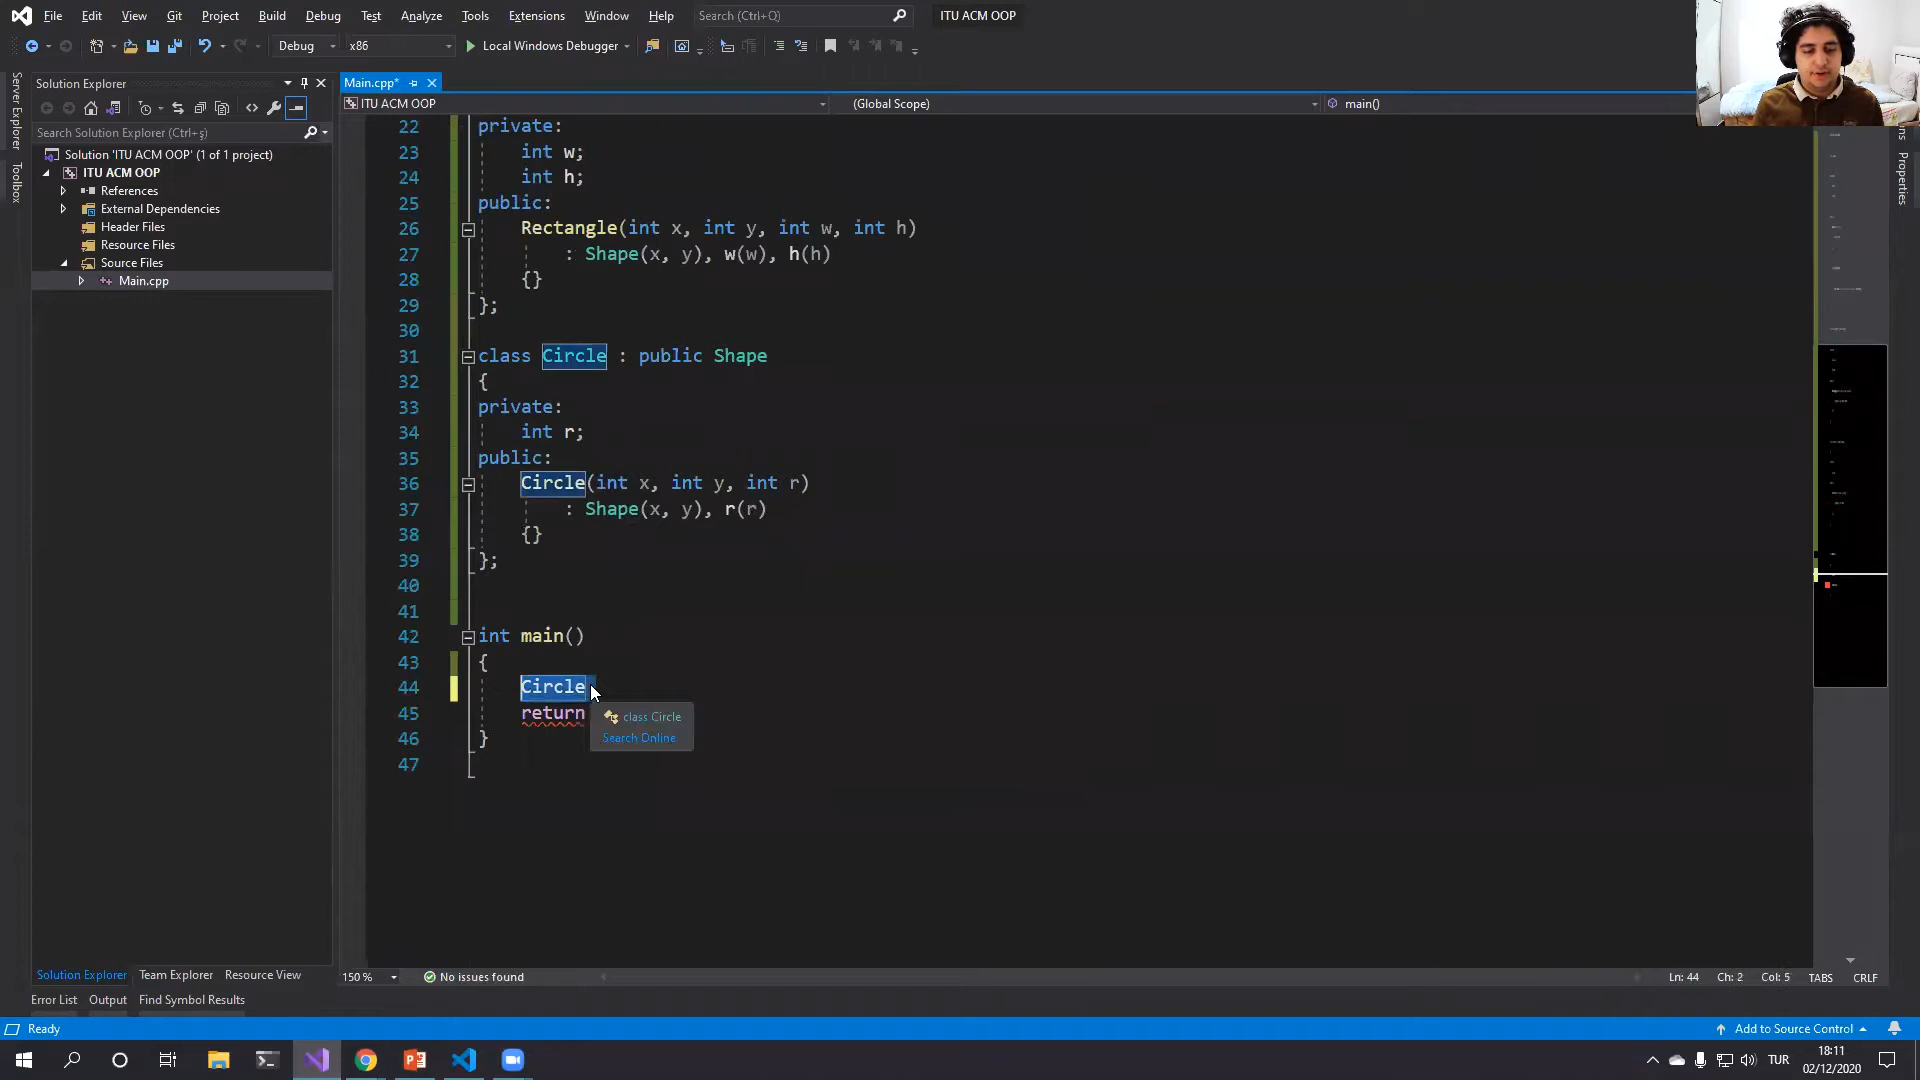 File Edit View Git Project Build Debug Test Analyze Tools Extensions Window Help Search (Ctrl+Q) ITU ACM OOP
Debug x86 Local Windows Debugger
Server Explorer
Toolbox
Solution Explorer
Search Solution Explorer (Ctrl+ş)
Solution 'ITU ACM OOP' (1 of 1 project)
ITU ACM OOP
References
External Dependencies
Header Files
Resource Files
Source Files
Main.cpp
Main.cpp*
ITU ACM OOP (Global Scope) main()
22 private:
23 int w;
24 int h;
25 public:
26 Rectangle(int x, int y, int w, int h)
27 : Shape(x, y), w(w), h(h)
28 {}
29 };
30
31 class Circle : public Shape
32 {
33 private:
34 int r;
35 public:
36 Circle(int x, int y, int r)
37 : Shape(x, y), r(r)
38 {}
39 };
40
41
42 int main()
43 {
44 Circle
45 return
46 }
47
class Circle
Search Online
Properties
150 % No issues found Ln: 44 Ch: 2 Col: 5 TABS CRLF
Solution Explorer Team Explorer Resource View
Error List Output Find Symbol Results
Ready Add to Source Control
TUR 18:11
02/12/2020